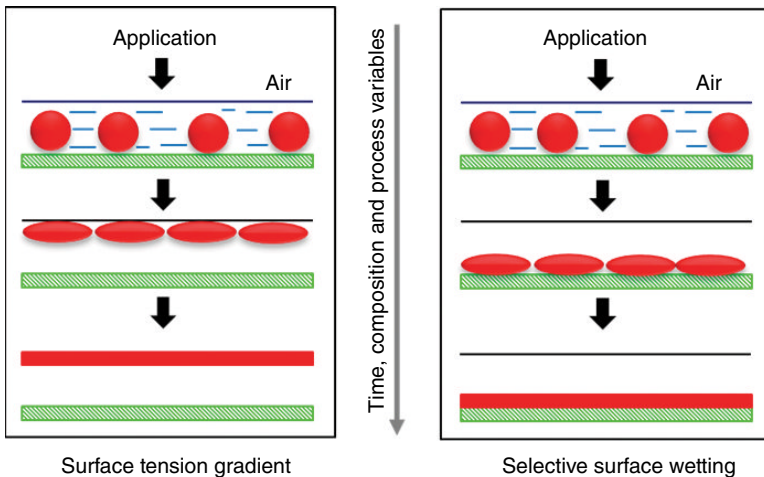 Application
Air
Surface tension gradient
Time, composition and process variables
Application
Air
Selective surface wetting